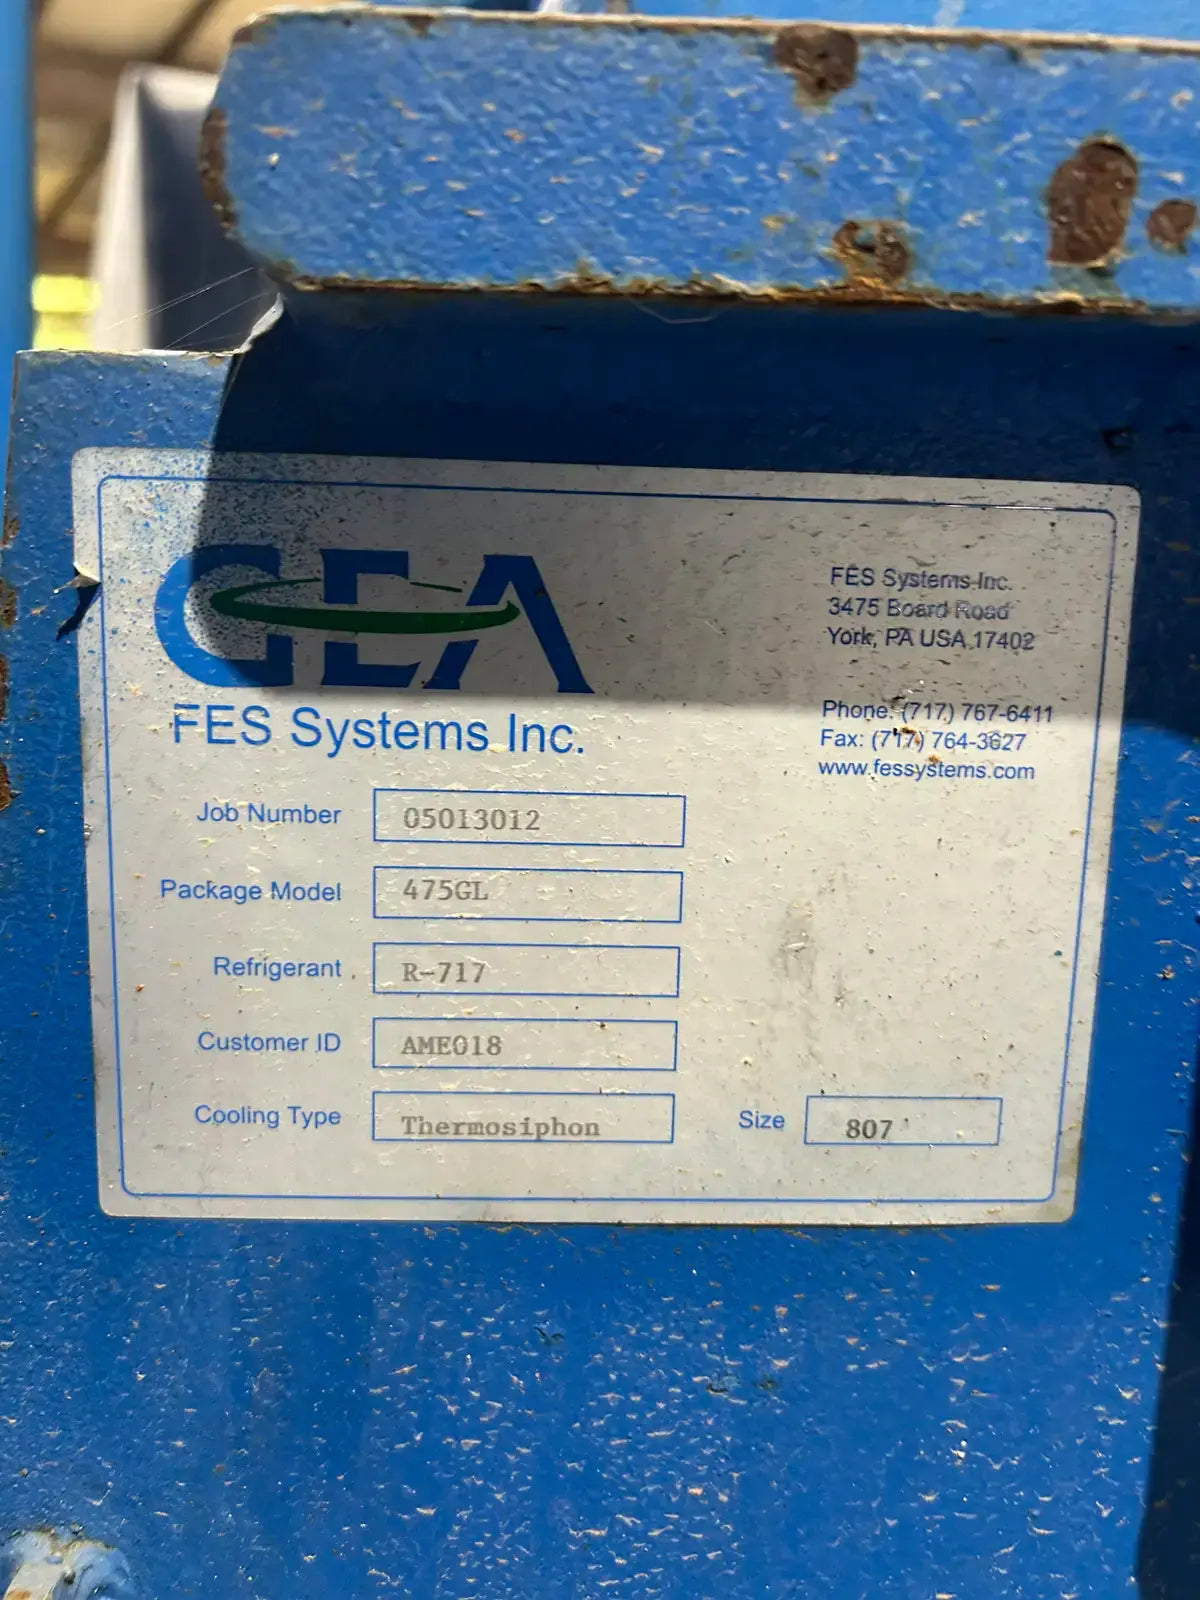 GEA
FES Systems Inc.
FES Systems Inc.
3475 Board Road
York, PA USA 17402
Phone: (717) 767-6411
Fax: (717) 764-3627
www.fessystems.com
Job Number 05013012
Package Model 475GL
Refrigerant R-717
Customer ID AME018
Cooling Type Thermosiphon Size 807